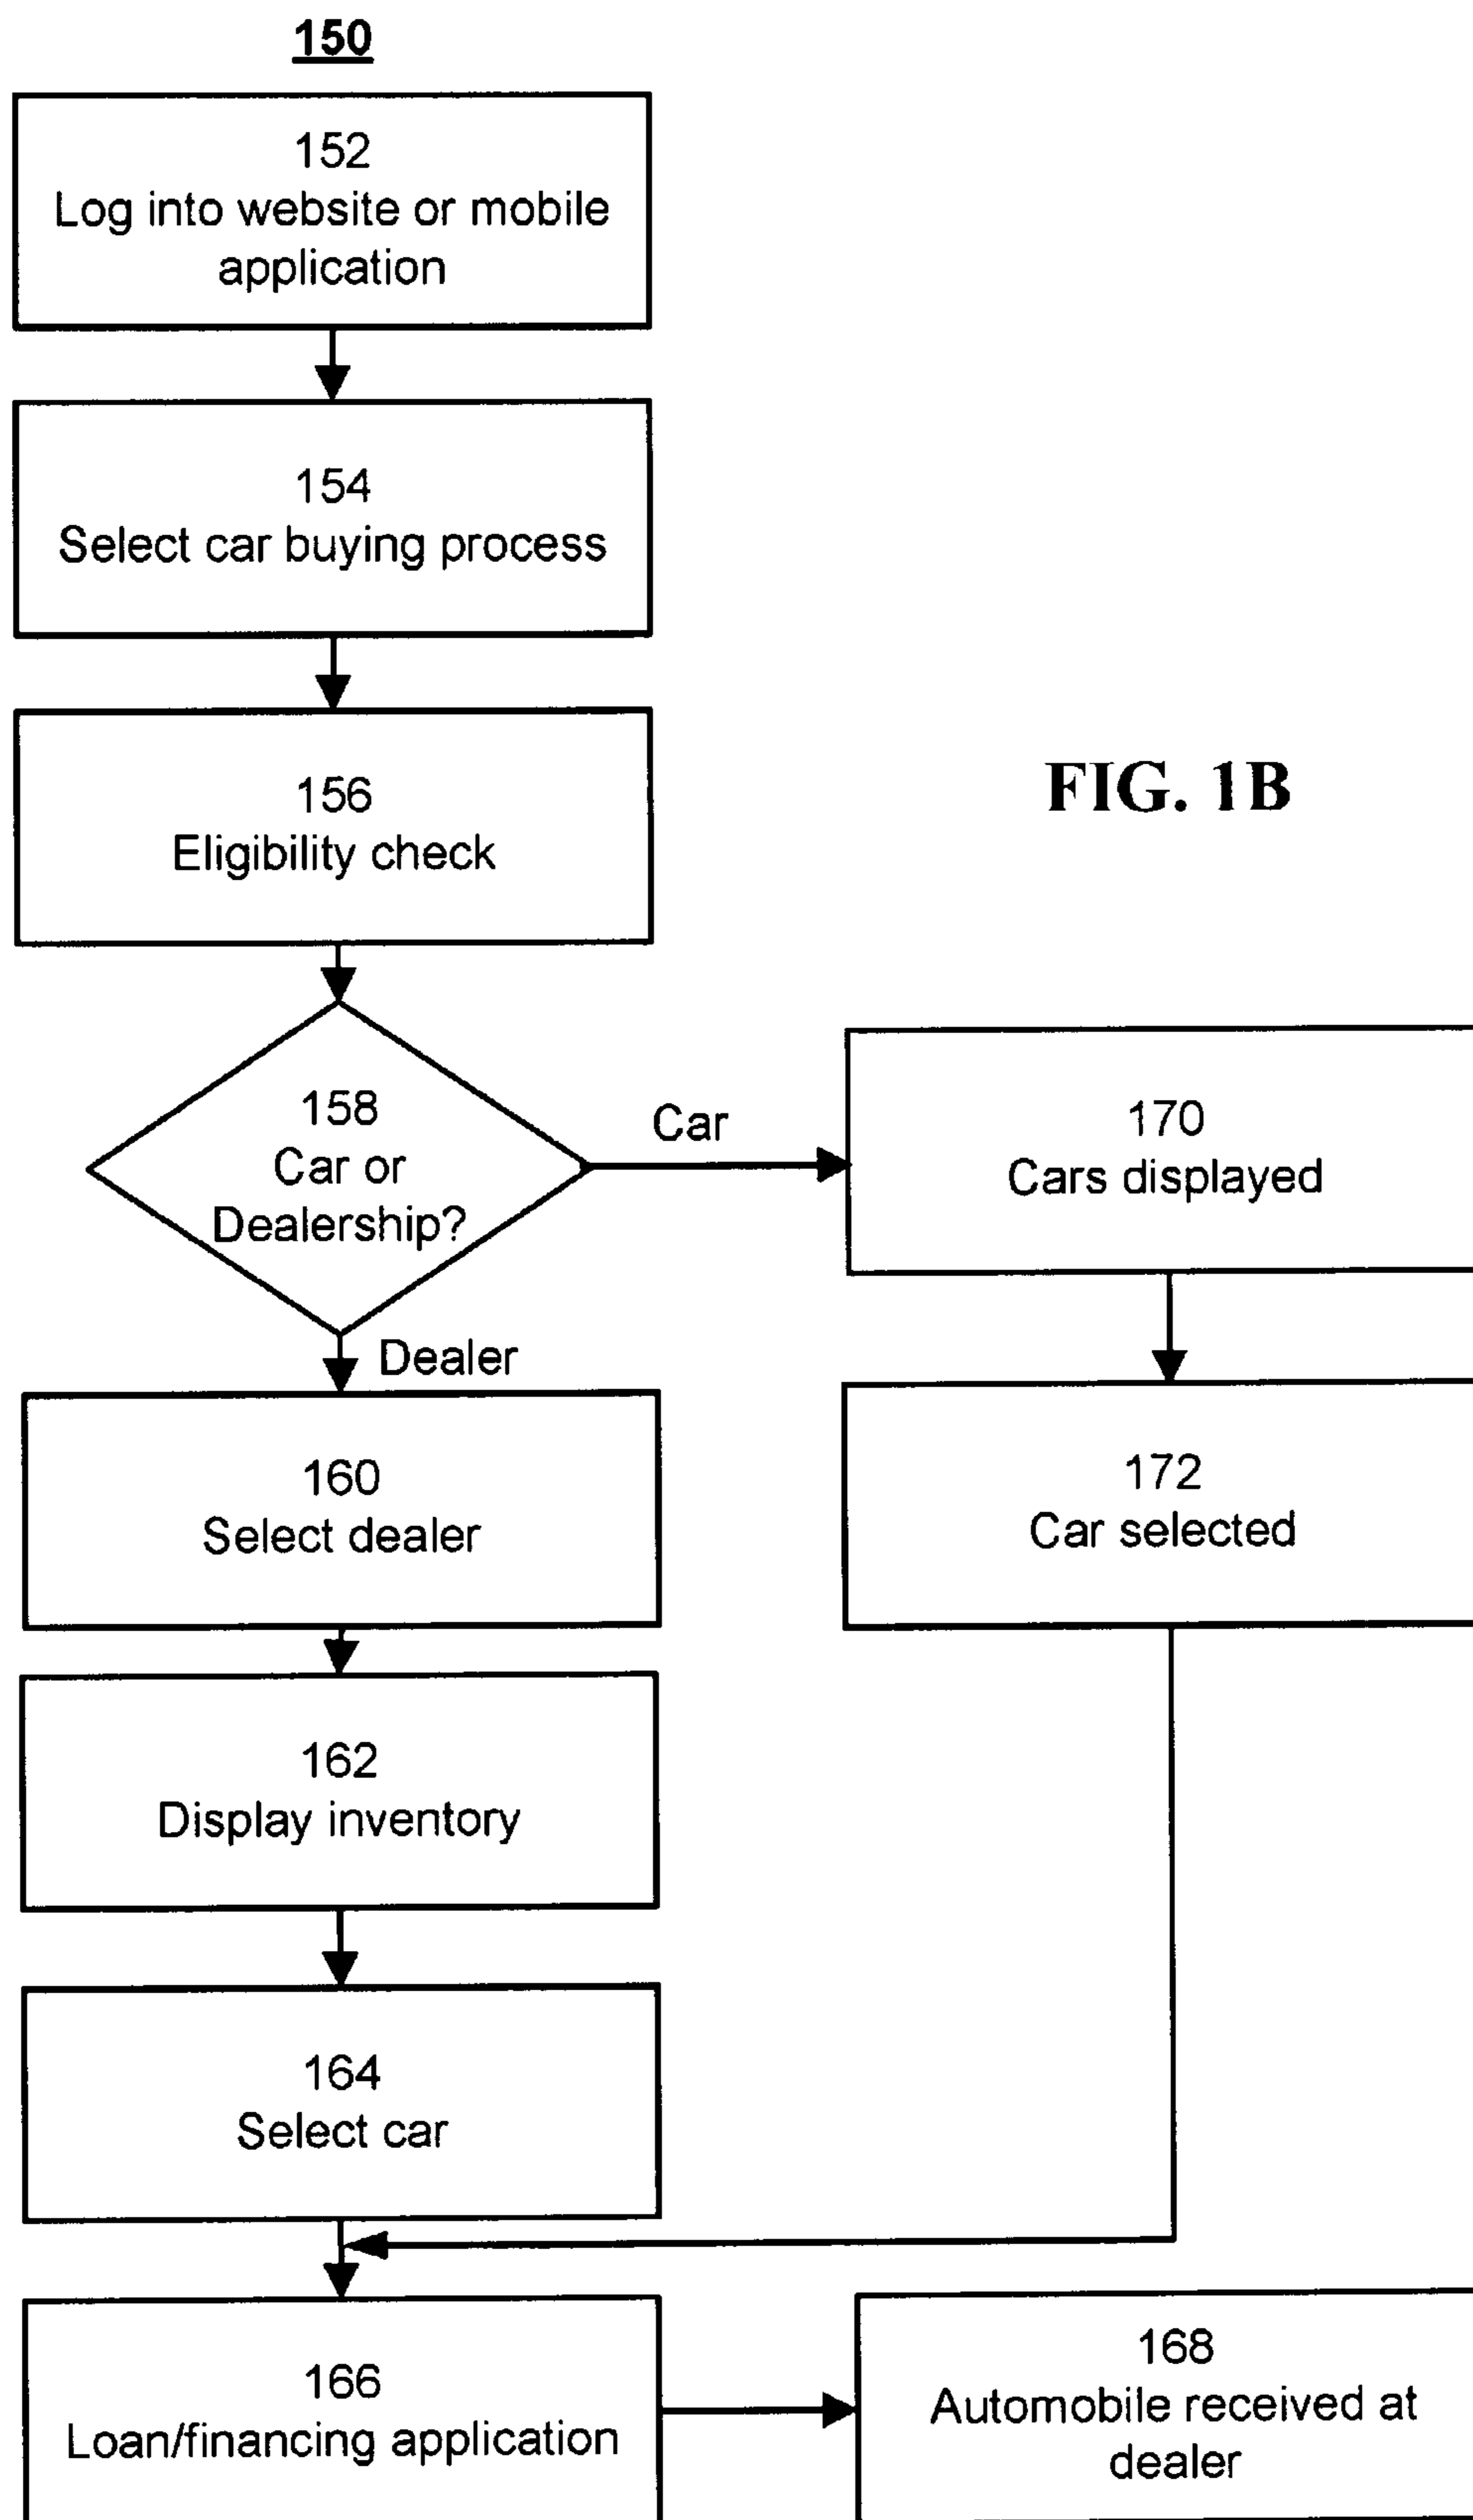 150
152
Log into website or mobile
application
154
Select car buying process
156
Eligibility check
FIG. 1B
158
Car or
Dealership?
Car
170
Cars displayed
Dealer
160
Select dealer
172
Car selected
162
Display inventory
164
Select car
166
Loan/financing application
168
Automobile received at
dealer